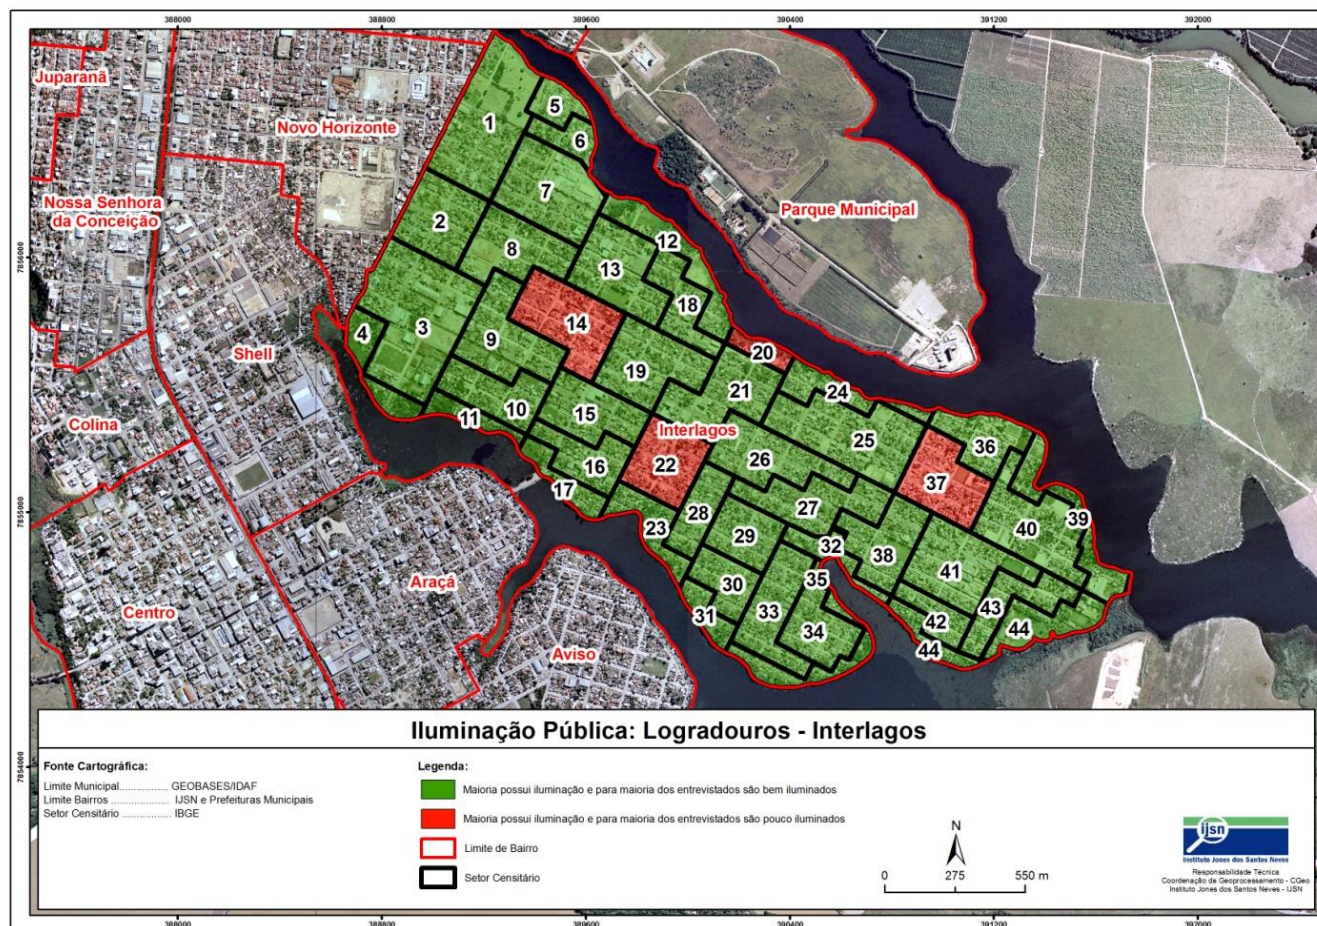 388000 388800 389600 390400 391200 392000
7856000
7855000
7854000
Juparanã
Novo Horizonte
Nossa Senhora
da Conceição
Parque Municipal
Shell
Colina
Interlagos
Araçá
Centro
Aviso
1
5
6
7
2
8
12
13
18
14
3
4
9
19
20
21
24
10
11
15
25
36
16
22
26
37
17
27
28
23
29
32
38
40
39
30
35
41
31
33
34
42
43
44
44
Iluminação Pública: Logradouros - Interlagos
Fonte Cartográfica:
Limite Municipal................. GEOBASES/IDAF
Limite Bairros ................... IJSN e Prefeituras Municipais
Setor Censitário ................ IBGE
Legenda:
Maioria possui iluminação e para maioria dos entrevistados são bem iluminados
Maioria possui iluminação e para maioria dos entrevistados são pouco iluminados
Limite de Bairro
Setor Censitário
N
0 275 550 m
ijsn
Instituto Jones dos Santos Neves
Responsabilidade Técnica
Coordenação de Geoprocessamento - CGeo
Instituto Jones dos Santos Neves - IJSN
388000 388800 389600 390400 391200 392000